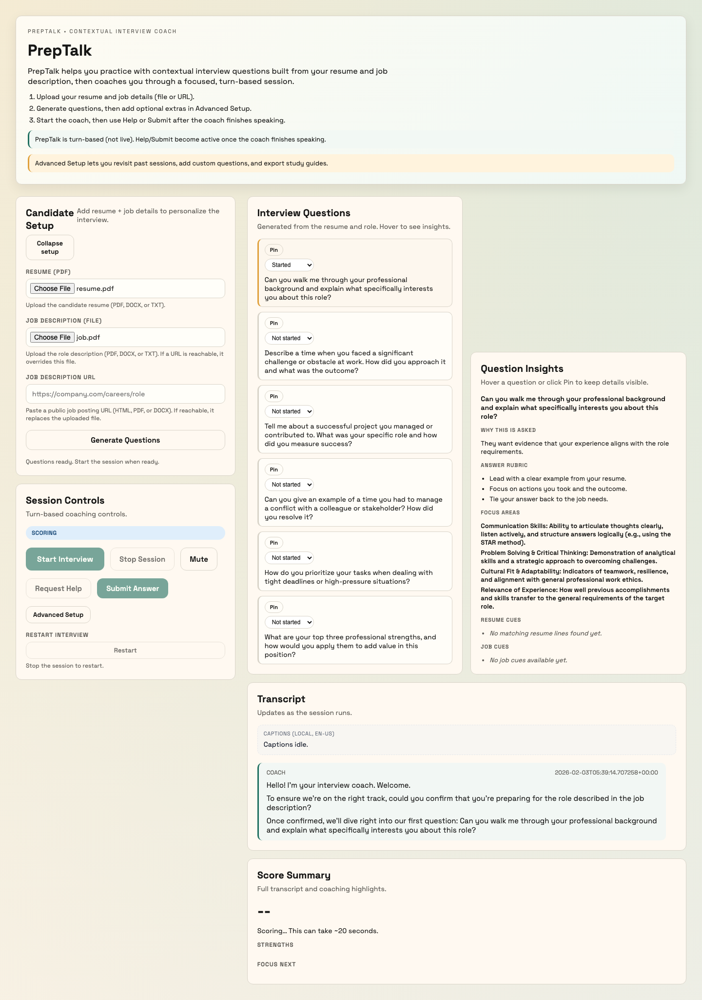 PREPTALK • CONTEXTUAL INTERVIEW COACH
PrepTalk
PrepTalk helps you practice with contextual interview questions built from your resume and job
description, then coaches you through a focused, turn-based session.
1. Upload your resume and job details (file or URL).
2. Generate questions, then add optional extras in Advanced Setup.
3. Start the coach, then use Help or Submit after the coach finishes speaking.
PrepTalk is turn-based (not live). Help/Submit become active once the coach finishes speaking.
Advanced Setup lets you revisit past sessions, add custom questions, and export study guides.
Candidate
Setup
Add resume + job details to personalize the
interview.
Collapse
setup
RESUME (PDF)
Choose File resume.pdf
Upload the candidate resume (PDF, DOCX, or TXT).
JOB DESCRIPTION (FILE)
Choose File job.pdf
Upload the role description (PDF, DOCX, or TXT). If a URL is reachable, it
overrides this file.
JOB DESCRIPTION URL
https://company.com/careers/role
Paste a public job posting URL (HTML, PDF, or DOCX). If reachable, it
replaces the uploaded file.
Generate Questions
Questions ready. Start the session when ready.
Session Controls
Turn-based coaching controls.
SCORING
Start Interview Stop Session Mute
Request Help Submit Answer
Advanced Setup
RESTART INTERVIEW
Restart
Stop the session to restart.
Interview Questions
Generated from the resume and role. Hover to see insights.
Pin
Started
Can you walk me through your professional
background and explain what specifically interests
you about this role?
Pin
Not started
Describe a time when you faced a significant
challenge or obstacle at work. How did you approach it
and what was the outcome?
Pin
Not started
Tell me about a successful project you managed or
contributed to. What was your specific role and how
did you measure success?
Pin
Not started
Can you give an example of a time you had to manage
a conflict with a colleague or stakeholder? How did
you resolve it?
Pin
Not started
How do you prioritize your tasks when dealing with
tight deadlines or high-pressure situations?
Pin
Not started
What are your top three professional strengths, and
how would you apply them to add value in this
position?
Question Insights
Hover a question or click Pin to keep details visible.
Can you walk me through your professional background
and explain what specifically interests you about this
role?
WHY THIS IS ASKED
They want evidence that your experience aligns with the role
requirements.
ANSWER RUBRIC
• Lead with a clear example from your resume.
• Focus on actions you took and the outcome.
• Tie your answer back to the job needs.
FOCUS AREAS
Communication Skills: Ability to articulate thoughts clearly,
listen actively, and structure answers logically (e.g., using the
STAR method).
Problem Solving & Critical Thinking: Demonstration of analytical
skills and a strategic approach to overcoming challenges.
Cultural Fit & Adaptability: Indicators of teamwork, resilience,
and alignment with general professional work ethics.
Relevance of Experience: How well previous accomplishments
and skills transfer to the general requirements of the target
role.
RESUME CUES
• No matching resume lines found yet.
JOB CUES
• No job cues available yet.
Transcript
Updates as the session runs.
CAPTIONS (LOCAL, EN-US)
Captions idle.
COACH 2026-02-03T05:39:14.707258+00:00
Hello! I'm your interview coach. Welcome.
To ensure we're on the right track, could you confirm that you're preparing for the role described in the job
description?
Once confirmed, we'll dive right into our first question: Can you walk me through your professional background
and explain what specifically interests you about this role?
Score Summary
Full transcript and coaching highlights.
--
Scoring... This can take ~20 seconds.
STRENGTHS
FOCUS NEXT